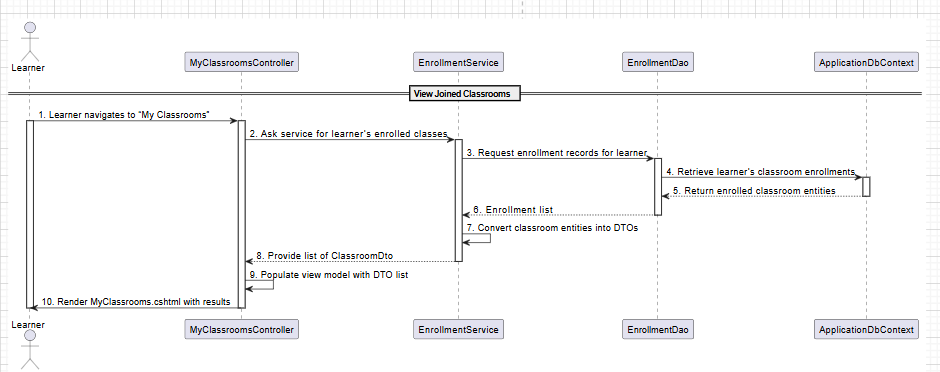 Learner
MyClassroomsController
EnrollmentService
EnrollmentDao
ApplicationDbContext
View Joined Classrooms
1. Learner navigates to "My Classrooms"
2. Ask service for learner's enrolled classes
3. Request enrollment records for learner
4. Retrieve learner's classroom enrollments
5. Return enrolled classroom entities
6. Enrollment list
7. Convert classroom entities into DTOs
8. Provide list of ClassroomDto
9. Populate view model with DTO list
10. Render MyClassrooms.cshtml with results
Learner
MyClassroomsController
EnrollmentService
EnrollmentDao
ApplicationDbContext